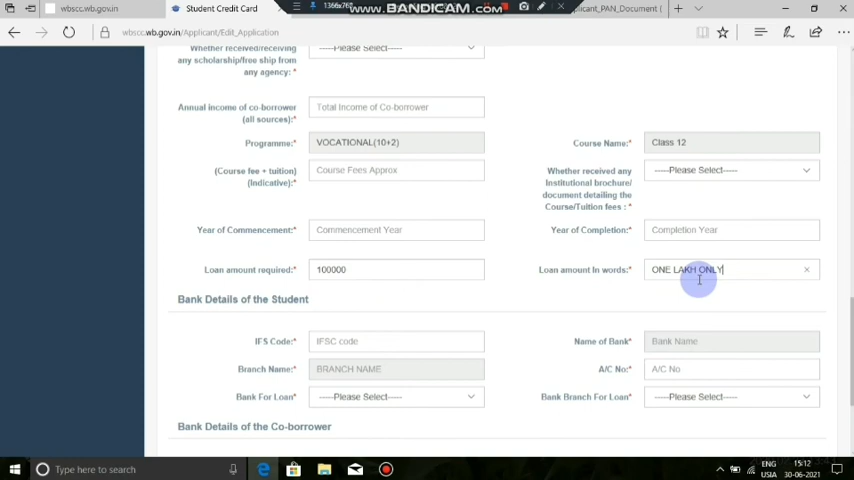 wbscc.wb.gov.in
Student Credit Card
1366x768
www.BANDICAM.com
plicant_PAN_Document (
wbscc.wb.gov.in/Applicant/Edit_Application
Whether received/receiving
any scholarship/free ship from
any agency: *
-----Please Select-----
Annual income of co-borrower
(all sources):*
Total Income of Co-borrower
Programme:*
VOCATIONAL(10+2)
Course Name:*
Class 12
(Course fee + tuition)
(Indicative):*
Course Fees Approx
Whether received any
Institutional brochure/
document detailing the
Course/Tuition fees : *
-----Please Select-----
Year of Commencement:*
Commencement Year
Year of Completion:*
Completion Year
Loan amount required:*
100000
Loan amount In words:*
ONE LAKH ONLY
Bank Details of the Student
IFS Code:*
IFSC code
Name of Bank*
Bank Name
Branch Name:*
BRANCH NAME
A/C No:*
A/C No
Bank For Loan*
-----Please Select-----
Bank Branch For Loan*
-----Please Select-----
Bank Details of the Co-borrower
Type here to search
ENG
USIA
15:12
30-06-2021